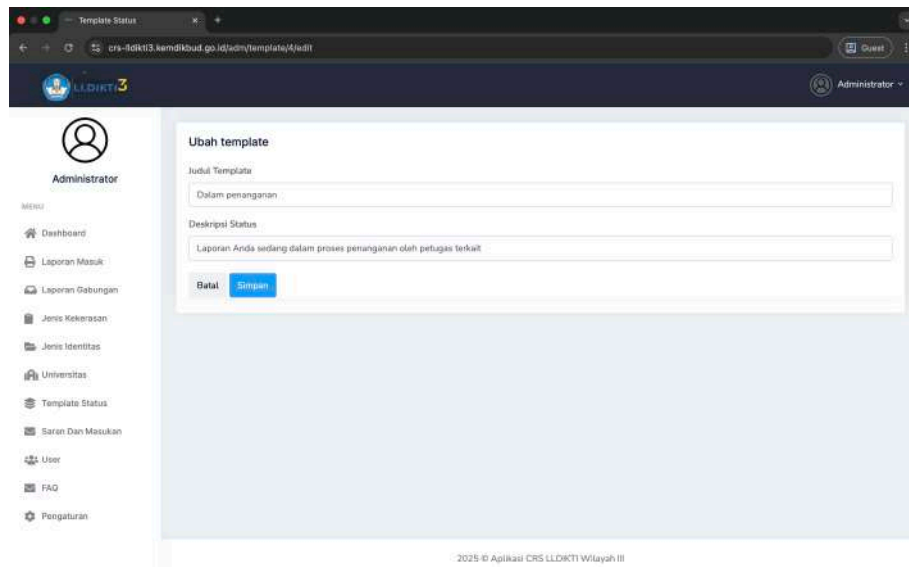 Template Status
crs-lldikti3.kemdikbud.go.id/adm/template/4/edit
Guest
LLDIKTI3
Administrator
Administrator
MENU
Dashboard
Laporan Masuk
Laporan Gabungan
Jenis Kekerasan
Jenis Identitas
Universitas
Template Status
Saran Dan Masukan
User
FAQ
Pengaturan
Ubah template
Judul Template
Dalam penanganan
Deskripsi Status
Laporan Anda sedang dalam proses penanganan oleh petugas terkait
Batal Simpan
2025 © Aplikasi CRS LLDIKTI Wilayah III